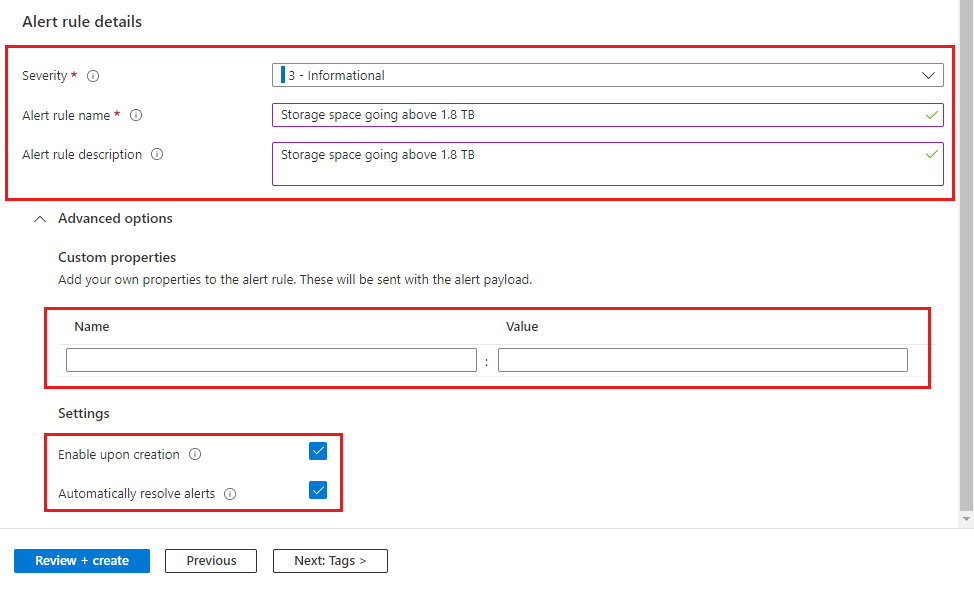 Alert rule details
Severity *
3 - Informational
Alert rule name *
Storage space going above 1.8 TB
Alert rule description
Storage space going above 1.8 TB
Advanced options
Custom properties
Add your own properties to the alert rule. These will be sent with the alert payload.
Name Value
:
Settings
Enable upon creation
Automatically resolve alerts
Review + create Previous Next: Tags >